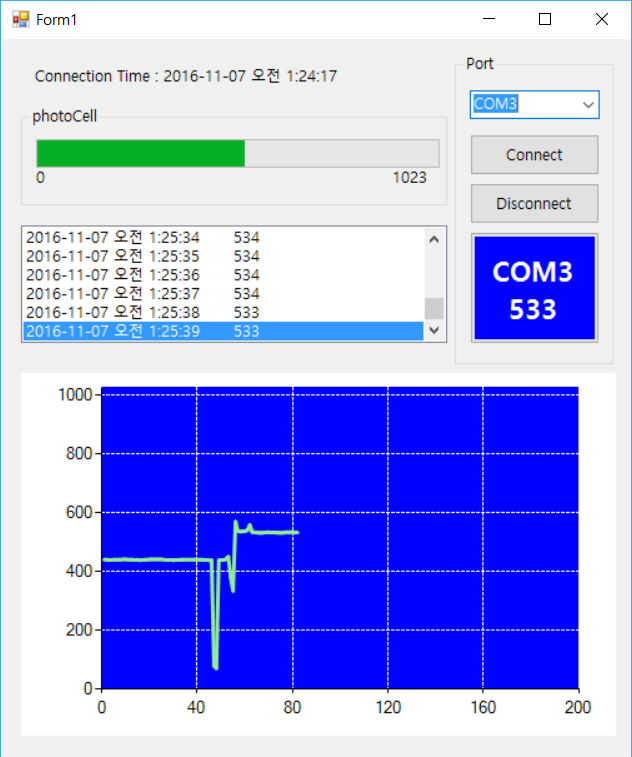 Form1
Connection Time : 2016-11-07 오전 1:24:17
photoCell
0 1023
2016-11-07 오전 1:25:34 534
2016-11-07 오전 1:25:35 534
2016-11-07 오전 1:25:36 534
2016-11-07 오전 1:25:37 534
2016-11-07 오전 1:25:38 533
2016-11-07 오전 1:25:39 533
Port
COM3
Connect
Disconnect
COM3
533
1000
800
600
400
200
0
0 40 80 120 160 200